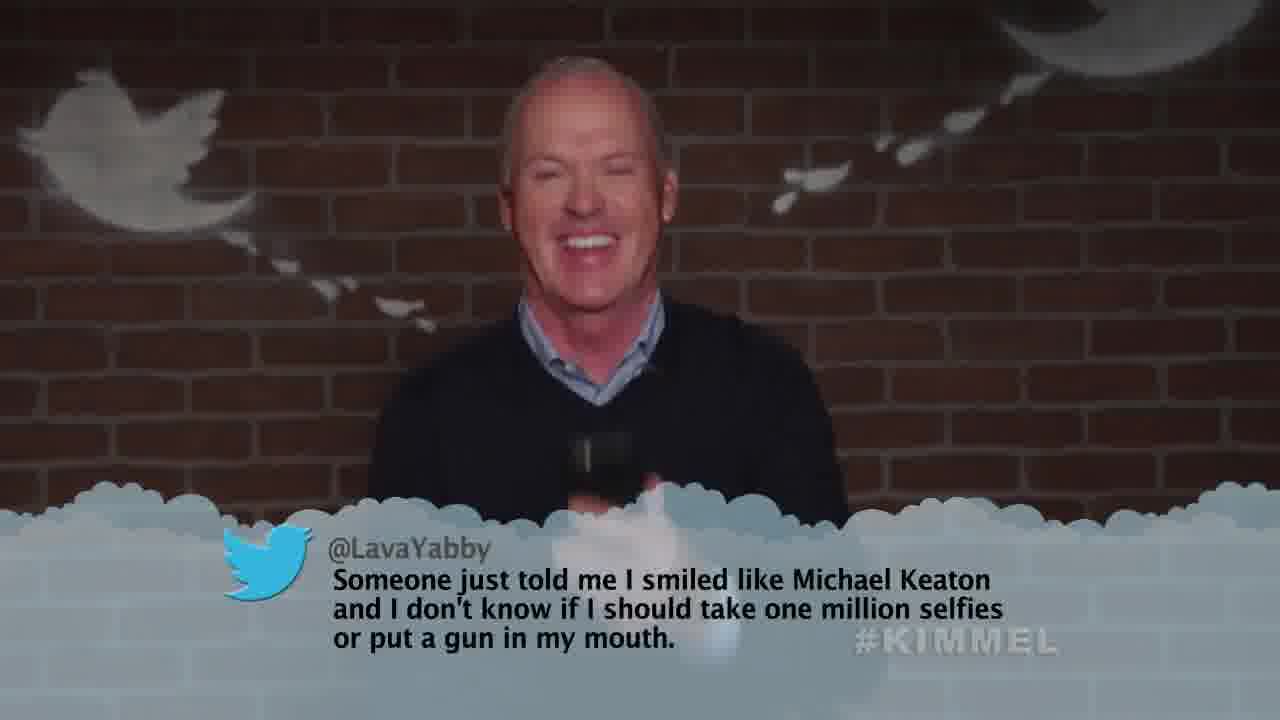 @LavaYabby
Someone just told me I smiled like Michael Keaton
and I don't know if I should take one million selfies
or put a gun in my mouth.
#KIMMEL